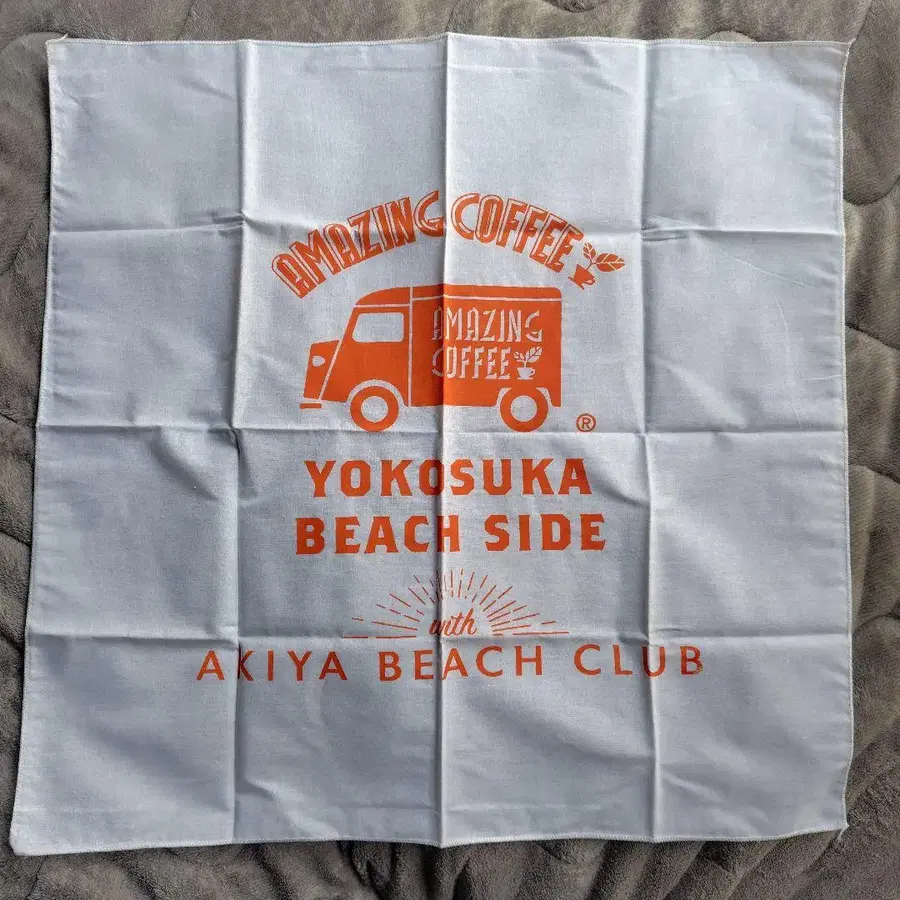 AMAZING COFFEE
AMAZING
COFFEE
®
YOKOSUKA
BEACH SIDE
with
AKIYA BEACH CLUB